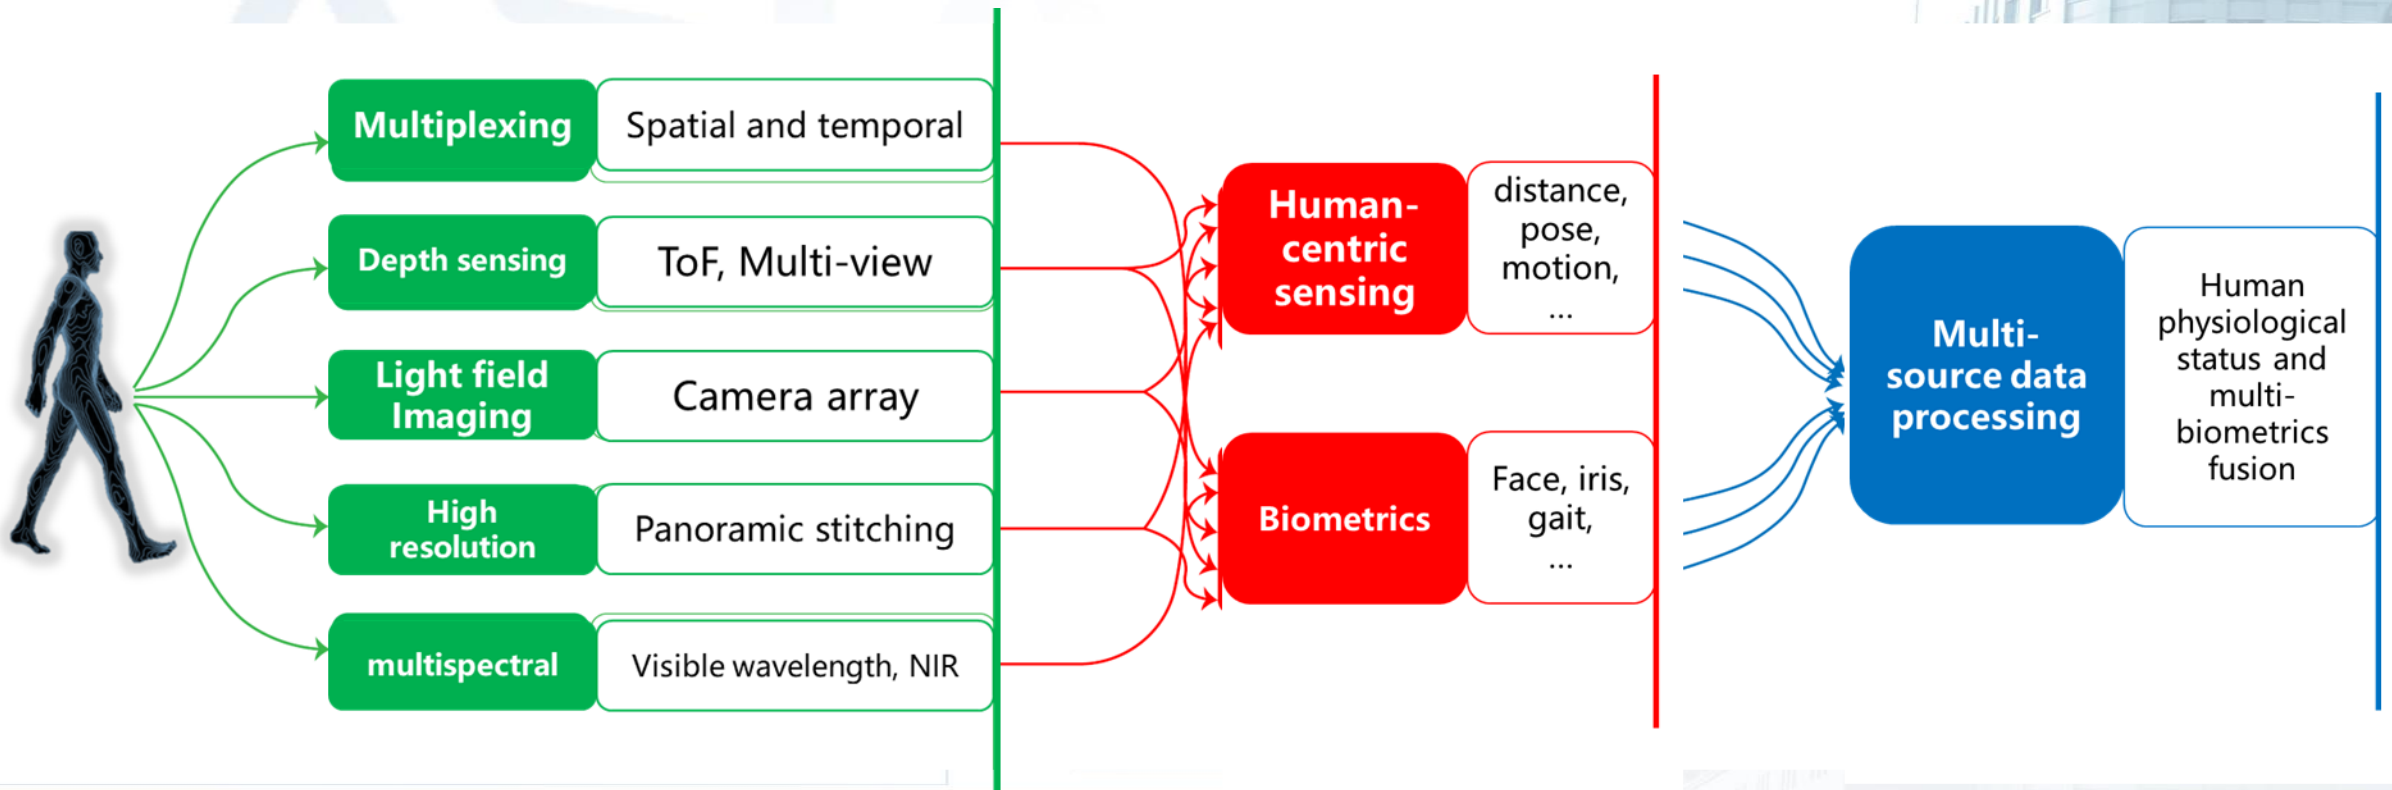 Multiplexing
Spatial and temporal
Depth sensing
ToF, Multi-view
Light field
Imaging
Camera array
High
resolution
Panoramic stitching
multispectral
Visible wavelength, NIR
Human-
centric
sensing
distance,
pose,
motion,
...
Biometrics
Face, iris,
gait,
...
Multi-
source data
processing
Human
physiological
status and
multi-
biometrics
fusion